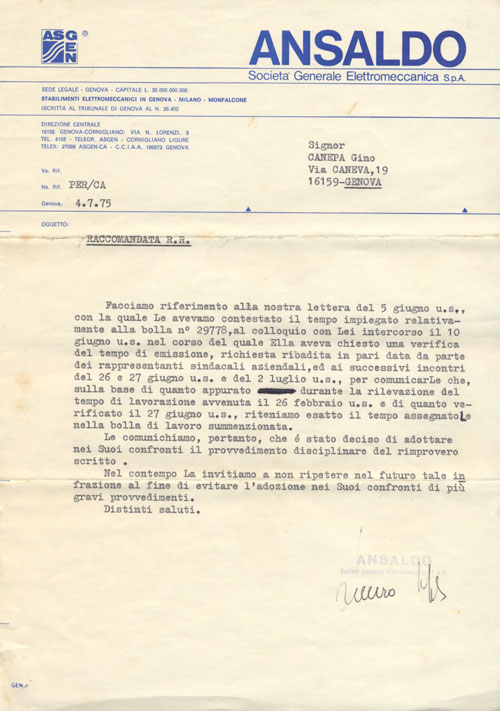 ASGEN ®
ANSALDO
Società Generale Elettromeccanica S.p.A.
SEDE LEGALE - GENOVA - CAPITALE L. 30.000.000.000
STABILIMENTI ELETTROMECCANICI IN GENOVA - MILANO - MONFALCONE
ISCRITTA AL TRIBUNALE DI GENOVA AL N. 26.402
DIREZIONE CENTRALE
16152 GENOVA-CORNIGLIANO: VIA N. LORENZI, 8
TEL. 4105 - TELEGR. ASGEN - CORNIGLIANO LIGURE
TELEX: 27098 ASGEN-CA - C.C.I.A.A. 160872 GENOVA
Signor
CANEPA Gino
Via CANEVA,19
16159-GENOVA
Vs. Rif.
Ns. Rif. PER/CA
Genova, 4.7.75
OGGETTO:
RACCOMANDATA R.R.
Facciamo riferimento alla nostra lettera del 5 giugno u.s.,
con la quale Le avevamo contestato il tempo impiegato relativa-
mente alla bolla n° 29778,al colloquio con Lei intercorso il 10
giugno u.s. nel corso del quale Ella aveva chiesto una verifica
del tempo di emissione, richiesta ribadita in pari data da parte
dei rappresentanti sindacali aziendali,ed ai successivi incontri
del 26 e 27 giugno u.s. e del 2 luglio u.s., per comunicarLe che,
sulla base di quanto appurato durante la rilevazione del
tempo di lavorazione avvenuta il 26 febbraio u.s. e di quanto ve-
rificato il 27 giugno u.s., riteniamo esatto il tempo assegnatoLe
nella bolla di lavoro summenzionata.
Le comunichiamo, pertanto, che é stato deciso di adottare
nei Suoi confronti il provvedimento disciplinare del rimprovero
scritto .
Nel contempo La invitiamo a non ripetere nel futuro tale in
frazione al fine di evitare l'adozione nei Suoi confronti di più
gravi provvedimenti.
Distinti saluti.
ANSALDO
Società Generale Elettromeccanica S.p.A.
GEN.